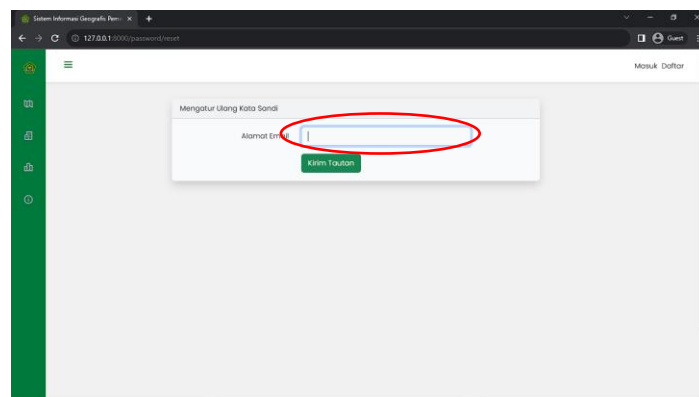 Sistem Informasi Geografis Pem
127.0.0.1:8000/password/reset
Guest
Masuk Daftar
Mengatur Ulang Kata Sandi
Alamat Email
Kirim Tautan